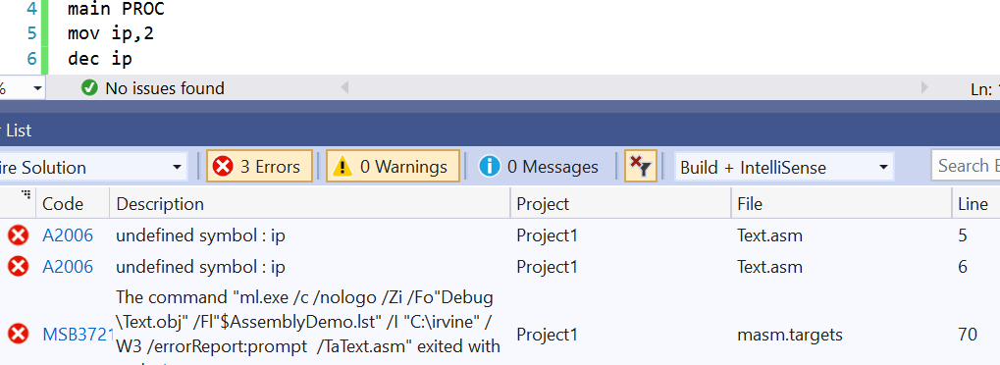 4 main PROC
5 mov ip,2
6 dec ip
% No issues found Ln:
List
ire Solution 3 Errors 0 Warnings 0 Messages Build + IntelliSense Search
Code Description Project File Line
A2006 undefined symbol : ip Project1 Text.asm 5
A2006 undefined symbol : ip Project1 Text.asm 6
The command "ml.exe /c /nologo /Zi /Fo"Debug
\Text.obj" /Fl"$AssemblyDemo.lst" /I "C:\irvine" /
MSB3721 W3 /errorReport:prompt /TaText.asm" exited with Project1 masm.targets 70